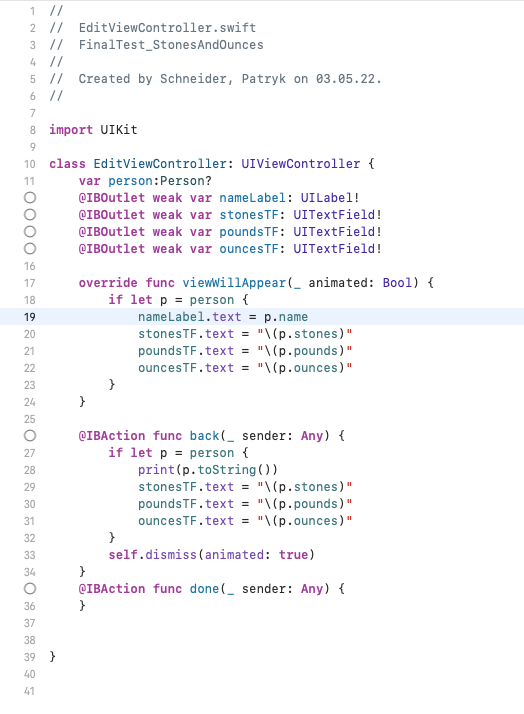 1 //
2 //  EditViewController.swift
3 //  FinalTest_StonesAndOunces
4 //
5 //  Created by Schneider, Patryk on 03.05.22.
6 //
7
8 import UIKit
9
10 class EditViewController: UIViewController {
11     var person:Person?
    @IBOutlet weak var nameLabel: UILabel!
    @IBOutlet weak var stonesTF: UITextField!
    @IBOutlet weak var poundsTF: UITextField!
    @IBOutlet weak var ouncesTF: UITextField!
16
17     override func viewWillAppear(_ animated: Bool) {
18         if let p = person {
19             nameLabel.text = p.name
20             stonesTF.text = "\(p.stones)"
21             poundsTF.text = "\(p.pounds)"
22             ouncesTF.text = "\(p.ounces)"
23         }
24     }
25
    @IBAction func back(_ sender: Any) {
27         if let p = person {
28             print(p.toString())
29             stonesTF.text = "\(p.stones)"
30             poundsTF.text = "\(p.pounds)"
31             ouncesTF.text = "\(p.ounces)"
32         }
33         self.dismiss(animated: true)
34     }
    @IBAction func done(_ sender: Any) {
36     }
37
38
39 }
40
41